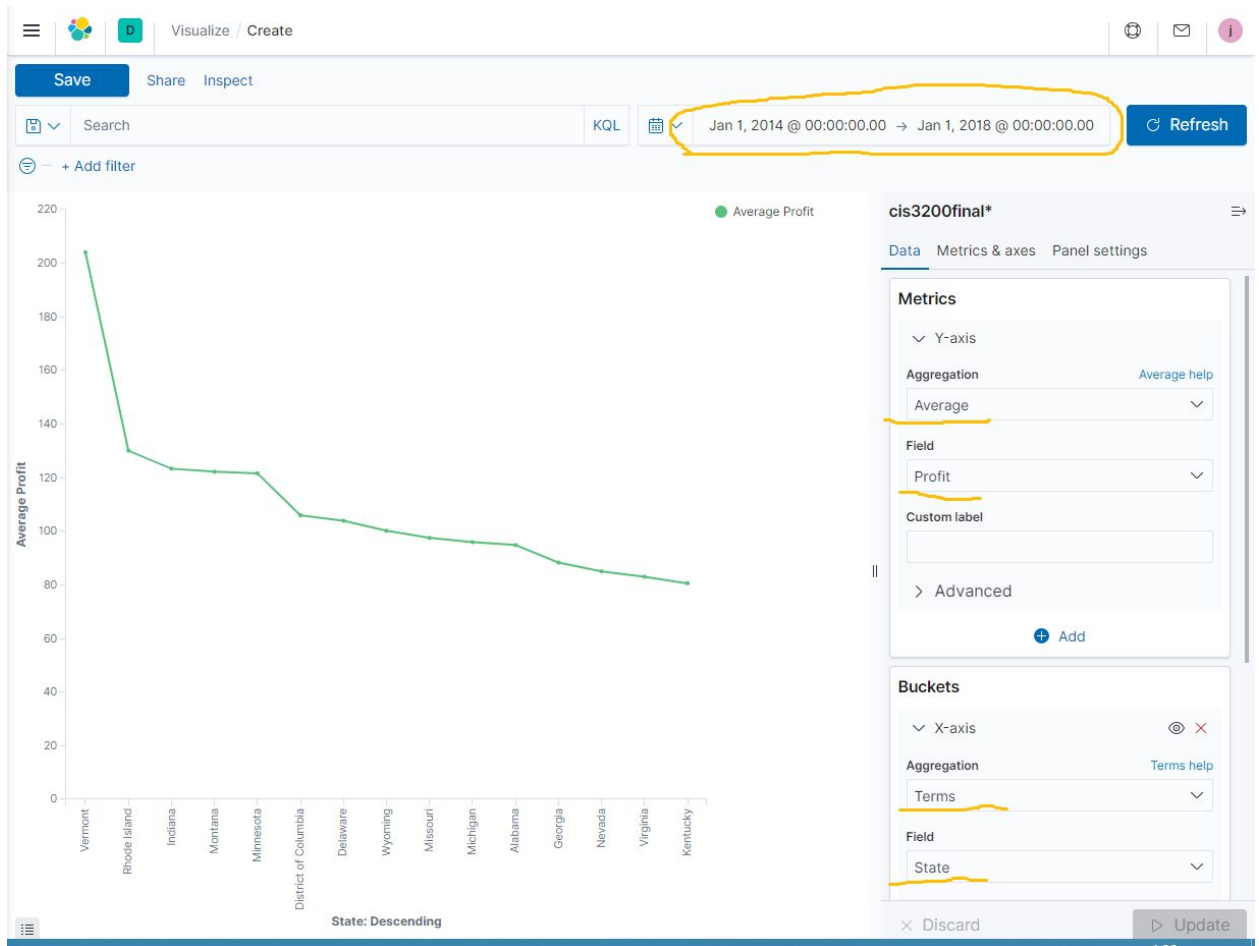 D
Visualize / Create
j
Save Share Inspect
Search KQL Jan 1, 2014 @ 00:00:00.00 → Jan 1, 2018 @ 00:00:00.00 Refresh
+ Add filter
220
200
180
160
140
120
100
80
60
40
20
0
Average Profit
Vermont
Rhode Island
Indiana
Montana
Minnesota
District of Columbia
Delaware
Wyoming
Missouri
Michigan
Alabama
Georgia
Nevada
Virginia
Kentucky
State: Descending
Average Profit
cis3200final*
Data Metrics & axes Panel settings
Metrics
Y-axis
Aggregation Average help
Average
Field
Profit
Custom label
Advanced
Add
Buckets
X-axis
Aggregation Terms help
Terms
Field
State
Discard Update